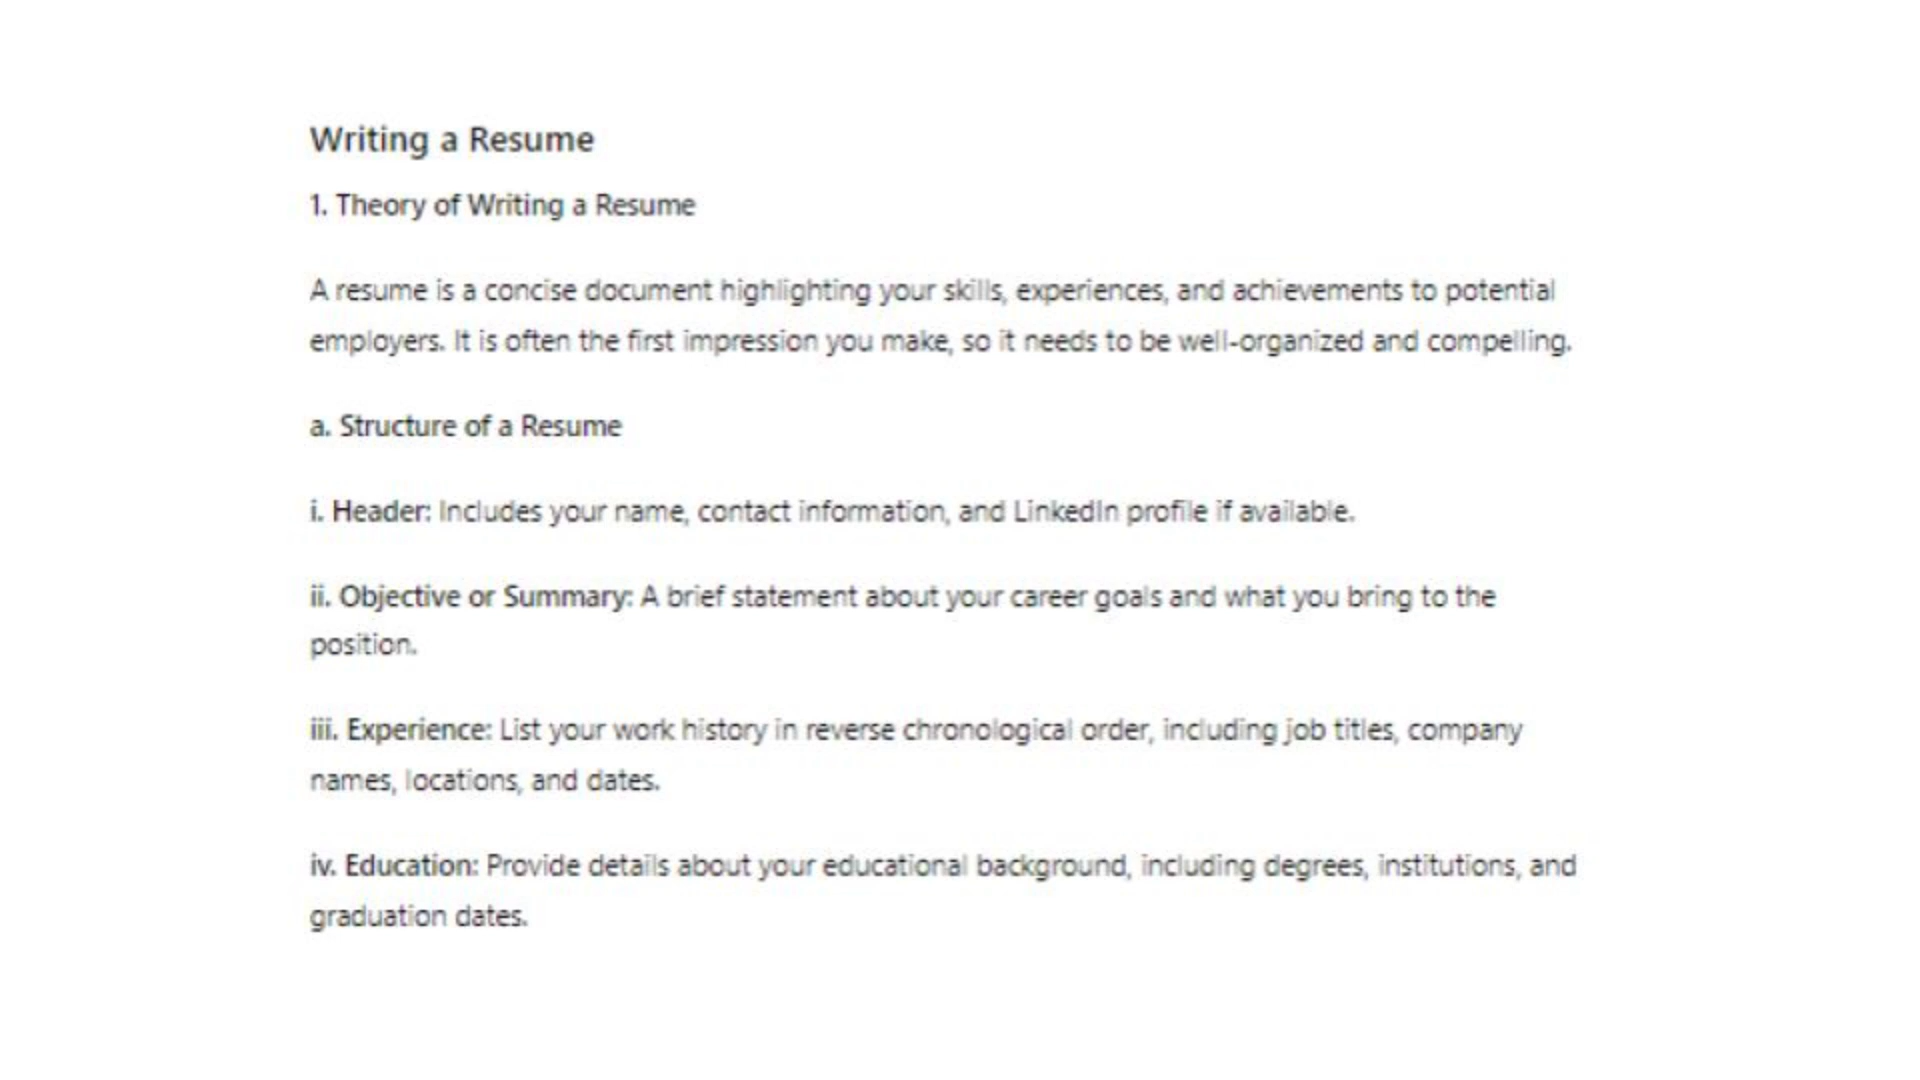 Writing a Resume
1. Theory of Writing a Resume
A resume is a concise document highlighting your skills, experiences, and achievements to potential
employers. It is often the first impression you make, so it needs to be well-organized and compelling.
a. Structure of a Resume
i. Header: Includes your name, contact information, and LinkedIn profile if available.
ii. Objective or Summary: A brief statement about your career goals and what you bring to the
position.
iii. Experience: List your work history in reverse chronological order, including job titles, company
names, locations, and dates.
iv. Education: Provide details about your educational background, including degrees, institutions, and
graduation dates.